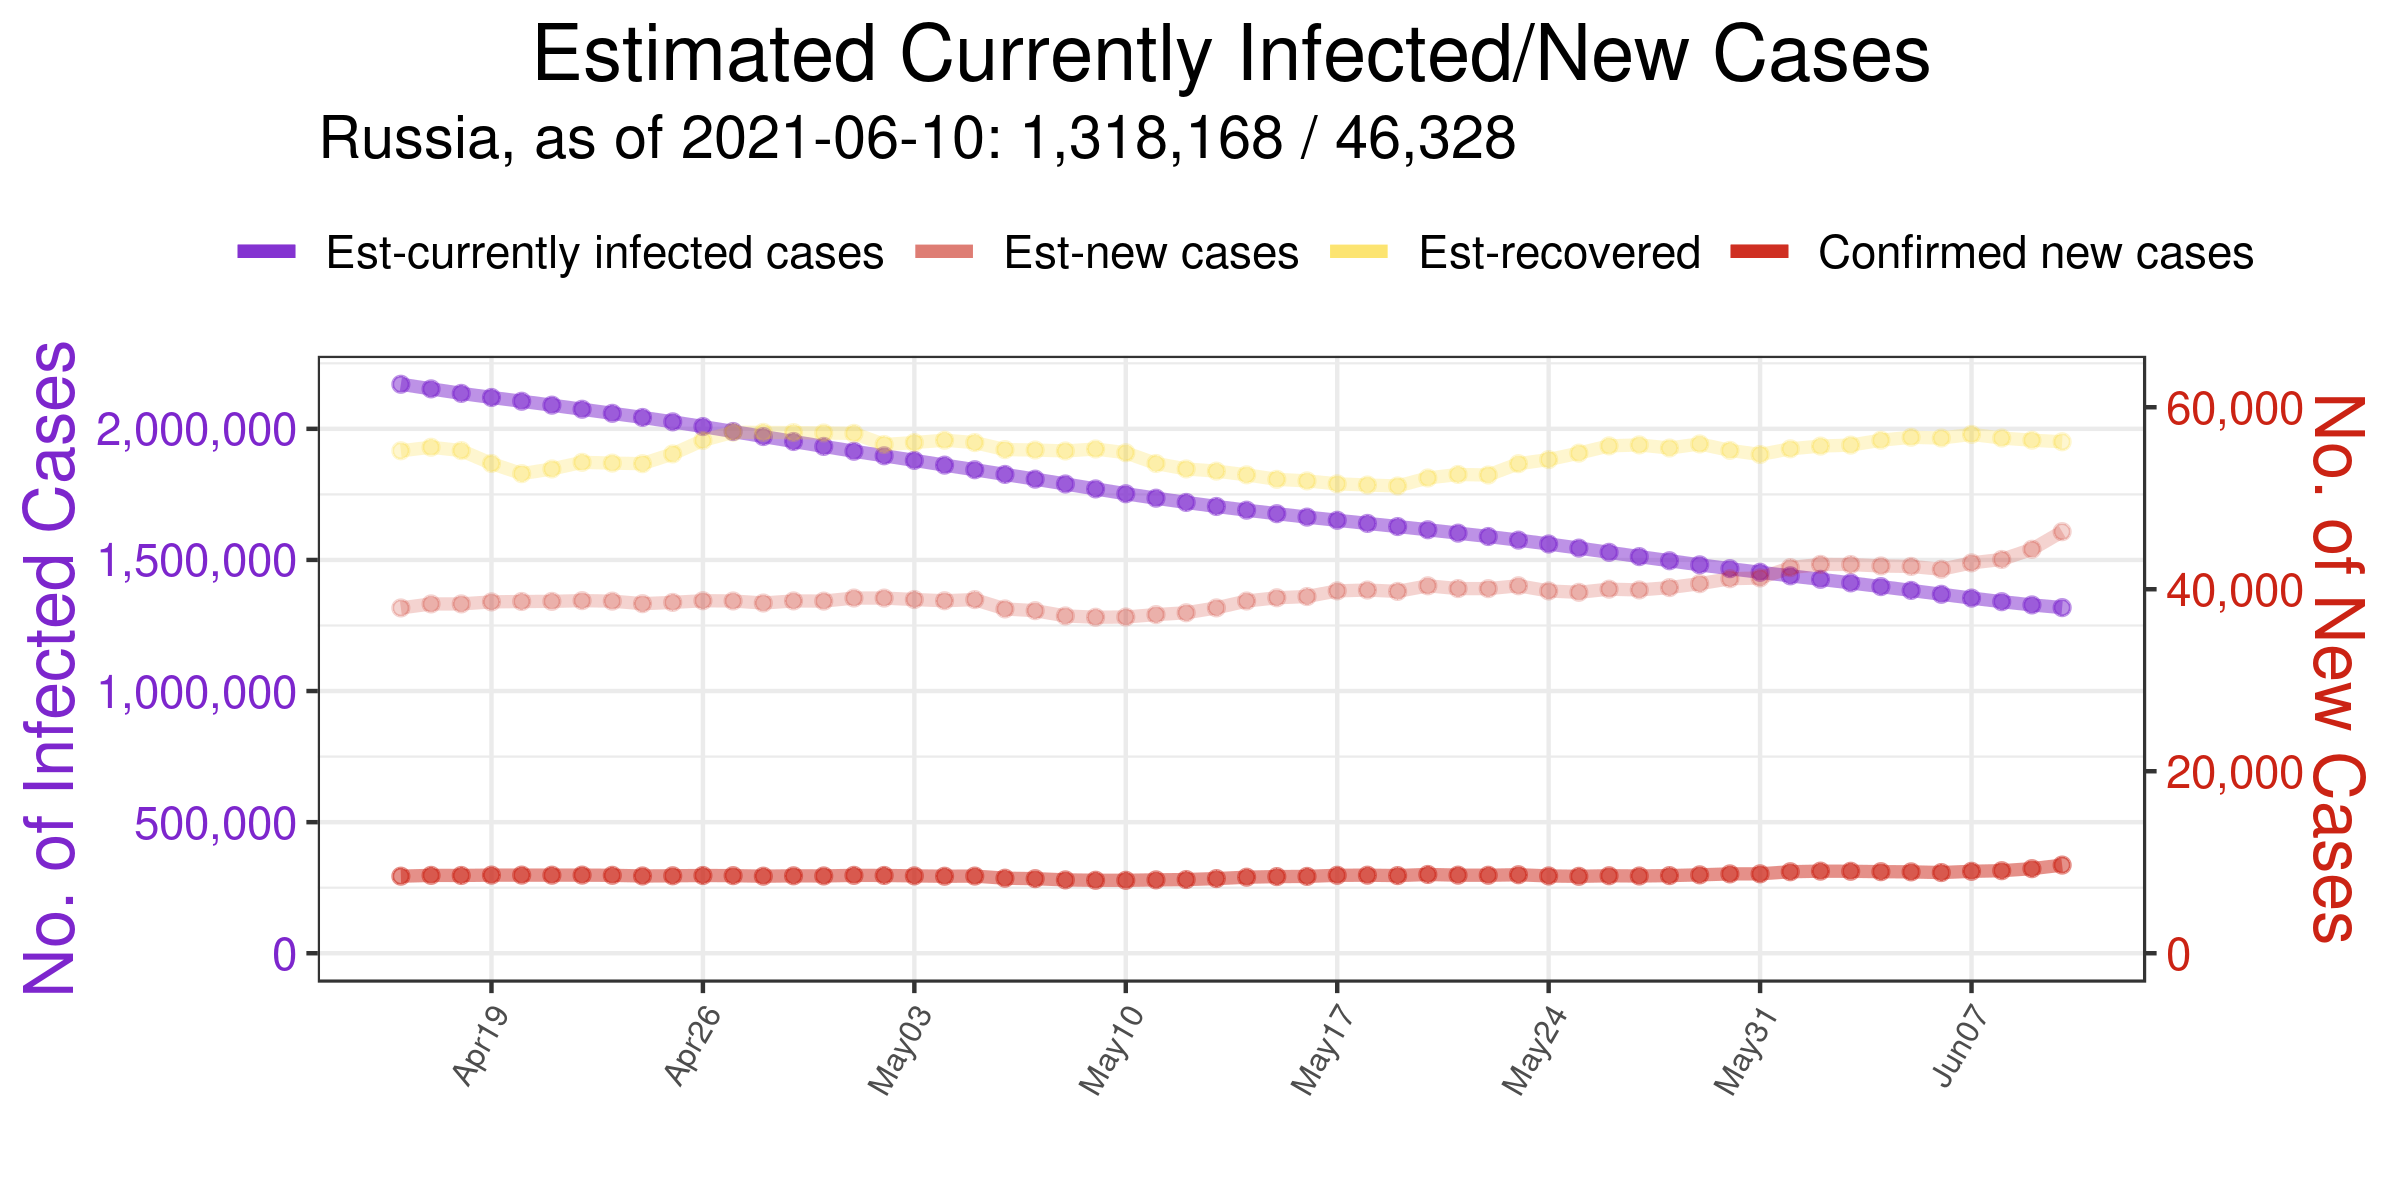 Estimated Currently Infected/New Cases
Russia, as of 2021-06-10: 1,318,168 / 46,328
Est-currently infected cases Est-new cases Est-recovered Confirmed new cases
No. of Infected Cases
2,000,000
1,500,000
1,000,000
500,000
0
60,000
40,000
20,000
0
No. of New Cases
Apr19 Apr26 May03 May10 May17 May24 May31 Jun07